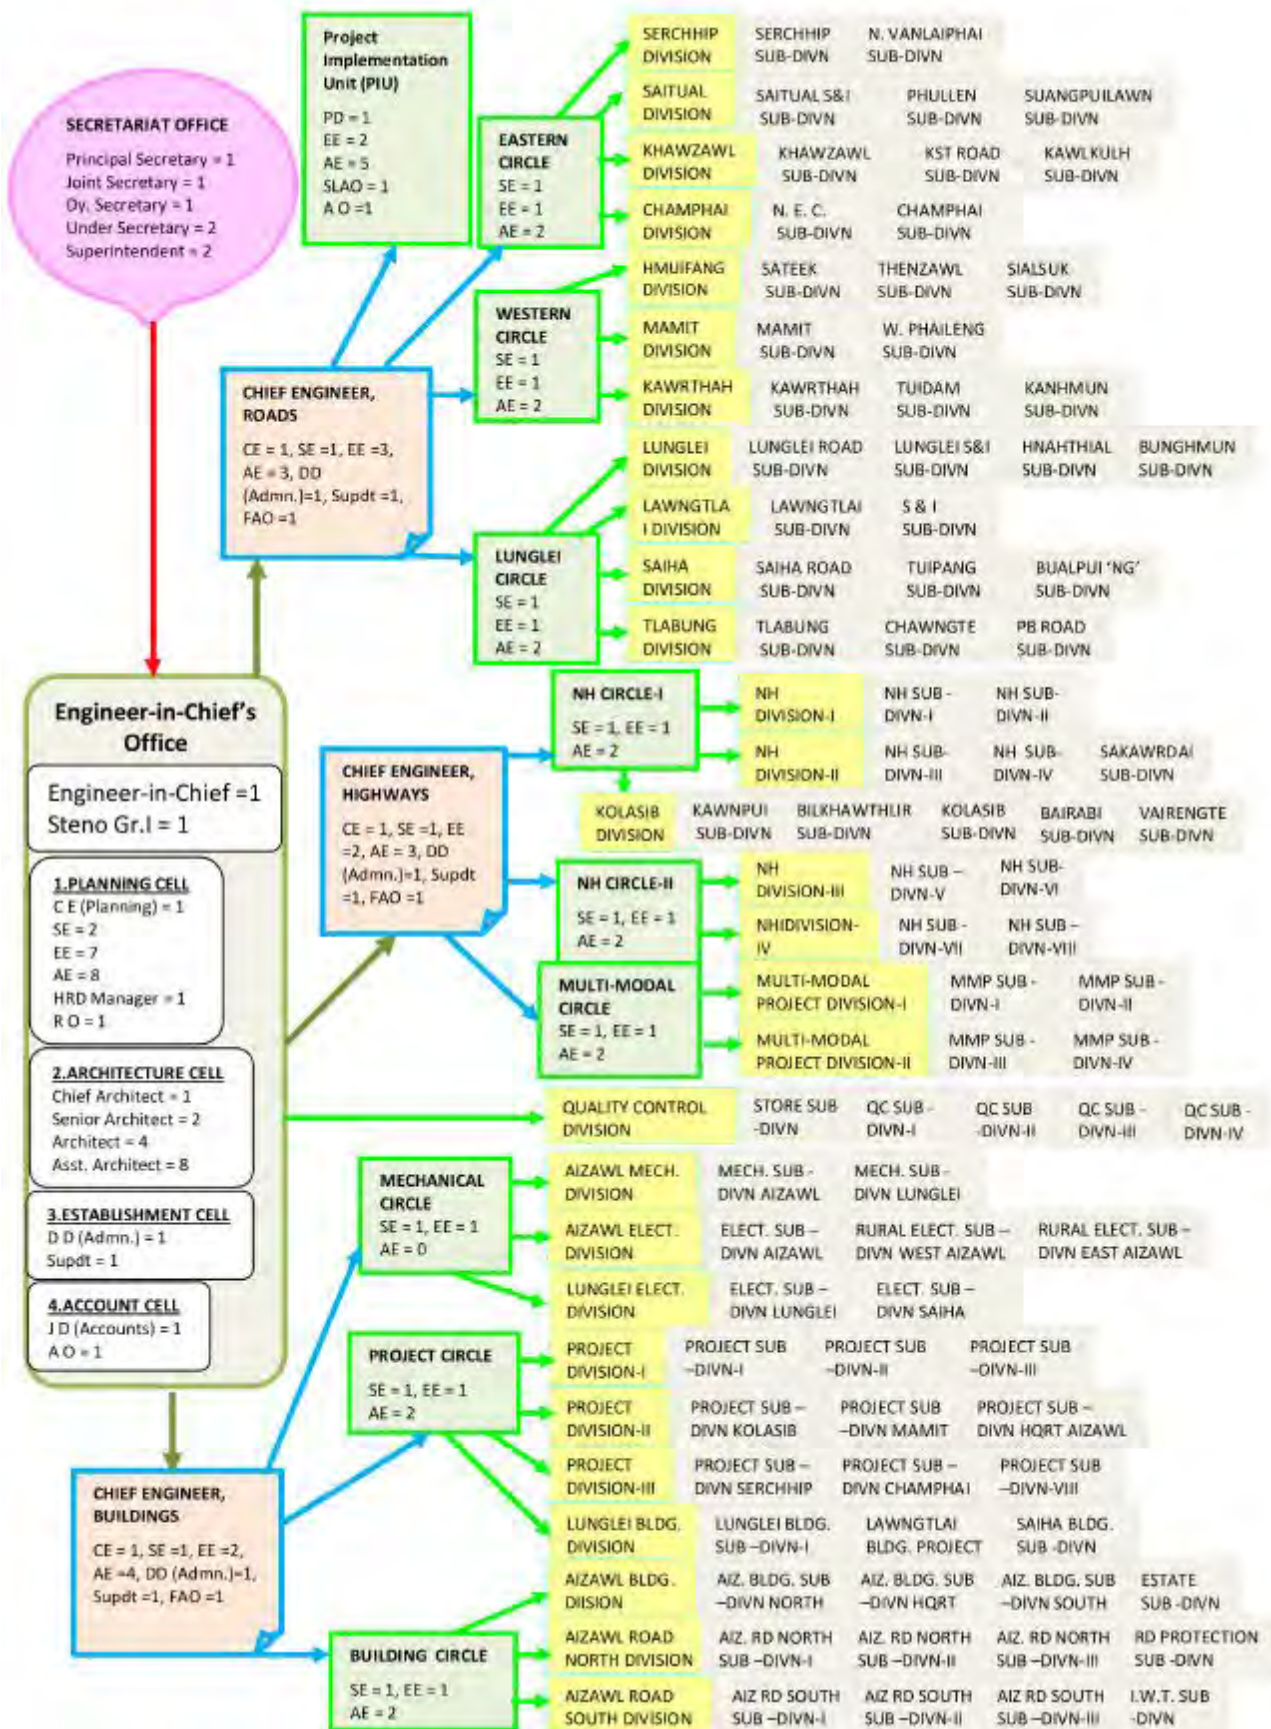 SECRETARIAT OFFICE
Principal Secretary = 1
Joint Secretary = 1
Dy. Secretary = 1
Under Secretary = 2
Superintendent = 2
Project
Implementation
Unit (PIU)
PD = 1
EE = 2
AE = 5
SLAO = 1
A O =1
CHIEF ENGINEER,
ROADS
CE = 1, SE =1, EE =3,
AE = 3, DD
(Admn.)=1, Supdt =1,
FAO =1
EASTERN
CIRCLE
SE = 1
EE = 1
AE = 2
SERCHHIP SERCHHIP N. VANLAIPHAI
DIVISION SUB-DIVN SUB-DIVN
SAITUAL SAITUAL S&I PHULLEN SUANGPUILAWN
DIVISION SUB-DIVN SUB-DIVN SUB-DIVN
KHAWZAWL KHAWZAWL KST ROAD KAWLKULH
DIVISION SUB-DIVN SUB-DIVN SUB-DIVN
CHAMPHAI N. E. C. CHAMPHAI
DIVISION SUB-DIVN SUB-DIVN
WESTERN
CIRCLE
SE = 1
EE = 1
AE = 2
HMUIFANG SATEEK THENZAWL SIALSUK
DIVISION SUB-DIVN SUB-DIVN SUB-DIVN
MAMIT MAMIT W. PHAILENG
DIVISION SUB-DIVN SUB-DIVN
KAWRTHAH KAWRTHAH TUIDAM KANHMUN
DIVISION SUB-DIVN SUB-DIVN SUB-DIVN
LUNGLEI
CIRCLE
SE = 1
EE = 1
AE = 2
LUNGLEI LUNGLEI ROAD LUNGLEI S&I HNAHTHIAL BUNGHMUN
DIVISION SUB-DIVN SUB-DIVN SUB-DIVN SUB-DIVN
LAWNGTLA LAWNGTLAI S & I
I DIVISION SUB-DIVN SUB-DIVN
SAIHA SAIHA ROAD TUIPANG BUALPUI ‘NG’
DIVISION SUB-DIVN SUB-DIVN SUB-DIVN
TLABUNG TLABUNG CHAWNGTE PB ROAD
DIVISION SUB-DIVN SUB-DIVN SUB-DIVN
Engineer-in-Chief's
Office
Engineer-in-Chief =1
Steno Gr.I = 1
1.PLANNING CELL
C E (Planning) = 1
SE = 2
EE = 7
AE = 8
HRD Manager = 1
R O = 1
2.ARCHITECTURE CELL
Chief Architect = 1
Senior Architect = 2
Architect = 4
Asst. Architect = 8
3.ESTABLISHMENT CELL
D D (Admn.) = 1
Supdt = 1
4.ACCOUNT CELL
J D (Accounts) = 1
A O = 1
CHIEF ENGINEER,
HIGHWAYS
CE = 1, SE =1, EE
=2, AE = 3, DD
(Admn.)=1, Supdt
=1, FAO =1
NH CIRCLE-I
SE = 1, EE = 1
AE = 2
NH NH SUB - NH SUB-
DIVISION-I DIVN-I DIVN-II
NH NH SUB- NH SUB- SAKAWRDAI
DIVISION-II DIVN-III DIVN-IV SUB-DIVN
KOLASIB KAWNPUI BILKHAWTHLIR KOLASIB BAIRABI VAIRENGTE
DIVISION SUB-DIVN SUB-DIVN SUB-DIVN SUB-DIVN SUB-DIVN
NH CIRCLE-II
SE = 1, EE = 1
AE = 2
NH NH SUB – NH SUB-
DIVISION-III DIVN-V DIVN-VI
NHIDIVISION- NH SUB - NH SUB –
IV DIVN-VII DIVN-VIII
MULTI-MODAL
CIRCLE
SE = 1, EE = 1
AE = 2
MULTI-MODAL MMP SUB - MMP SUB -
PROJECT DIVISION-I DIVN-I DIVN-II
MULTI-MODAL MMP SUB - MMP SUB -
PROJECT DIVISION-II DIVN-III DIVN-IV
QUALITY CONTROL STORE SUB QC SUB - QC SUB QC SUB - QC SUB -
DIVISION -DIVN DIVN-I -DIVN-II DIVN-III DIVN-IV
MECHANICAL
CIRCLE
SE = 1, EE = 1
AE = 0
AIZAWL MECH. MECH. SUB - MECH. SUB -
DIVISION DIVN AIZAWL DIVN LUNGLEI
AIZAWL ELECT. ELECT. SUB – RURAL ELECT. SUB – RURAL ELECT. SUB –
DIVISION DIVN AIZAWL DIVN WEST AIZAWL DIVN EAST AIZAWL
LUNGLEI ELECT. ELECT. SUB – ELECT. SUB –
DIVISION DIVN LUNGLEI DIVN SAIHA
PROJECT CIRCLE
SE = 1, EE = 1
AE = 2
PROJECT PROJECT SUB PROJECT SUB PROJECT SUB
DIVISION-I –DIVN-I –DIVN-II –DIVN-III
PROJECT PROJECT SUB – PROJECT SUB PROJECT SUB –
DIVISION-II DIVN KOLASIB –DIVN MAMIT DIVN HQRT AIZAWL
PROJECT PROJECT SUB – PROJECT SUB – PROJECT SUB
DIVISION-III DIVN SERCHHIP DIVN CHAMPHAI –DIVN-VIII
LUNGLEI BLDG. LUNGLEI BLDG. LAWNGTLAI SAIHA BLDG.
DIVISION SUB –DIVN-I BLDG. PROJECT SUB -DIVN
CHIEF ENGINEER,
BUILDINGS
CE = 1, SE =1, EE =2,
AE =4, DD (Admn.)=1,
Supdt =1, FAO =1
BUILDING CIRCLE
SE = 1, EE = 1
AE = 2
AIZAWL BLDG. AIZ. BLDG. SUB AIZ. BLDG. SUB AIZ. BLDG. SUB ESTATE
DIISION –DIVN NORTH –DIVN HQRT –DIVN SOUTH SUB -DIVN
AIZAWL ROAD AIZ. RD NORTH AIZ. RD NORTH AIZ. RD NORTH RD PROTECTION
NORTH DIVISION SUB –DIVN-I SUB –DIVN-II SUB –DIVN-III SUB -DIVN
AIZAWL ROAD AIZ RD SOUTH AIZ RD SOUTH AIZ RD SOUTH I.W.T. SUB
SOUTH DIVISION SUB –DIVN-I SUB –DIVN-II SUB –DIVN-III -DIVN